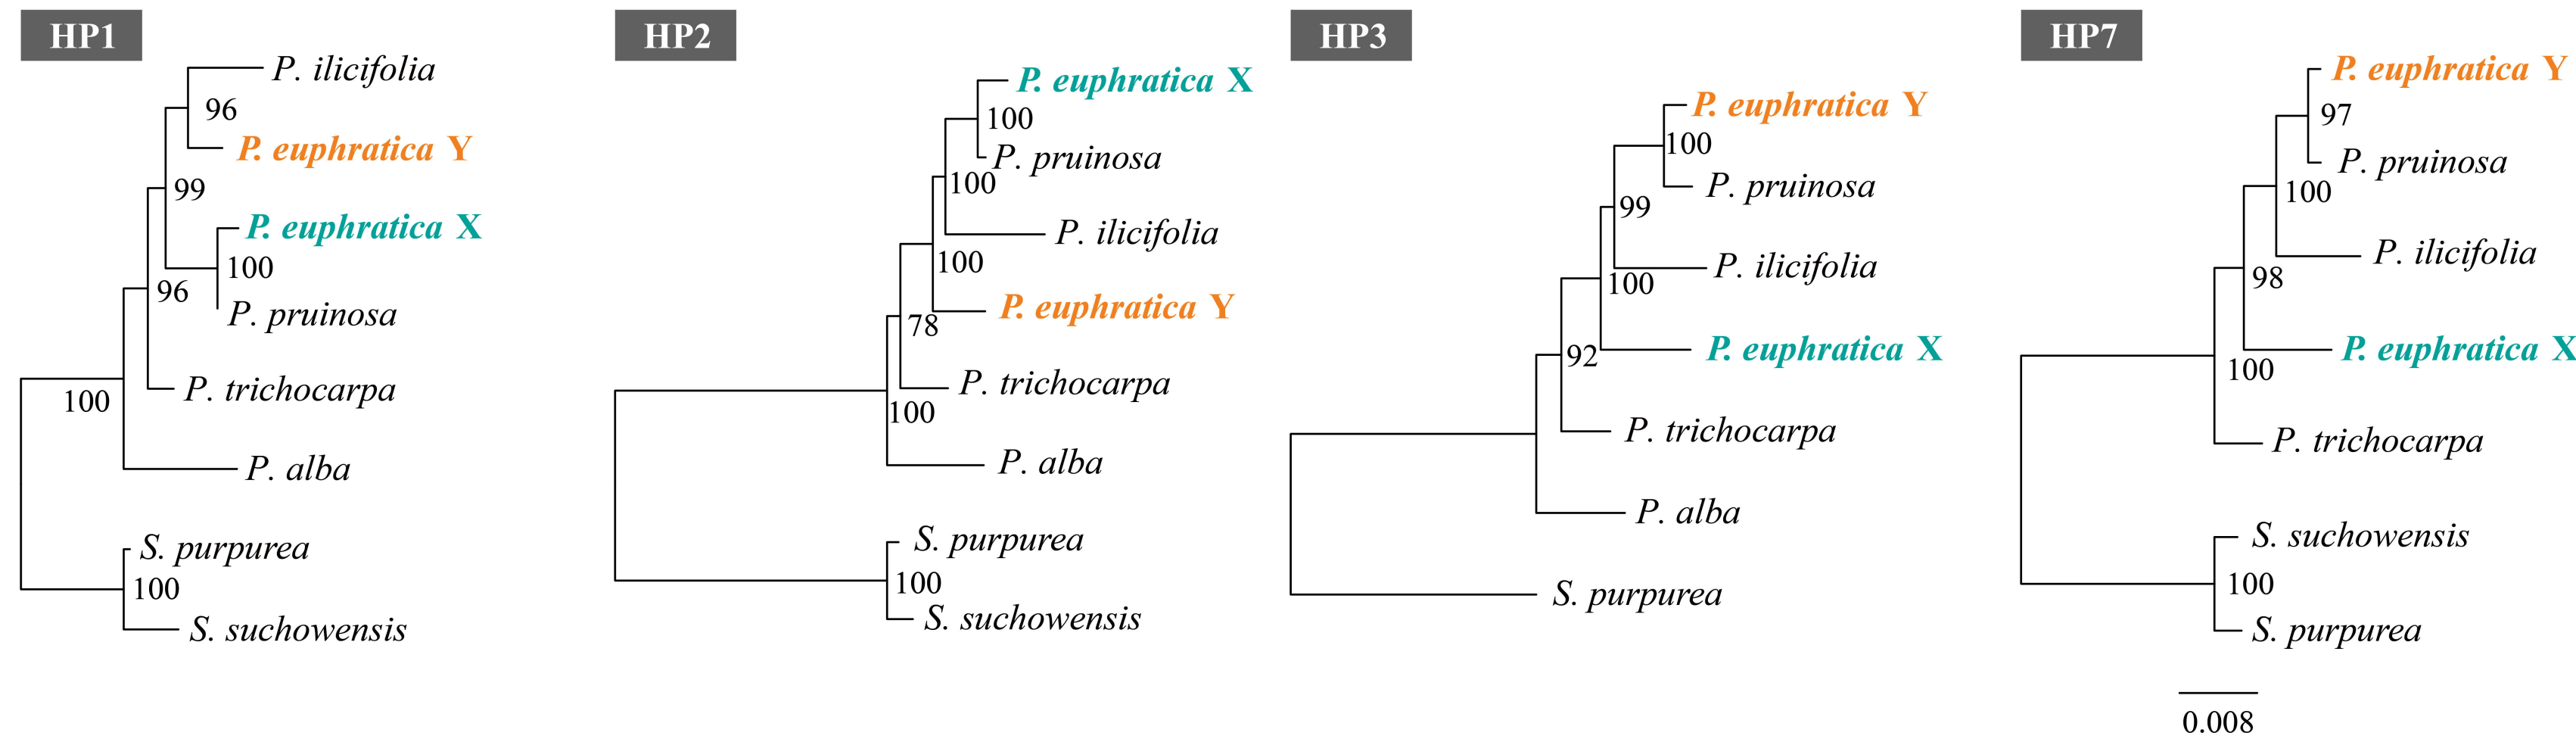 HP1
P. ilicifolia
96
P. euphratica Y
99
P. euphratica X
100
96
P. pruinosa
P. trichocarpa
100
P. alba
S. purpurea
100
S. suchowensis
HP2
P. euphratica X
100
P. pruinosa
100
P. ilicifolia
100
P. euphratica Y
78
P. trichocarpa
100
P. alba
S. purpurea
100
S. suchowensis
HP3
P. euphratica Y
100
P. pruinosa
99
P. ilicifolia
100
P. euphratica X
92
P. trichocarpa
P. alba
S. purpurea
HP7
P. euphratica Y
97
P. pruinosa
100
P. ilicifolia
98
P. euphratica X
100
P. trichocarpa
S. suchowensis
100
S. purpurea
0.008